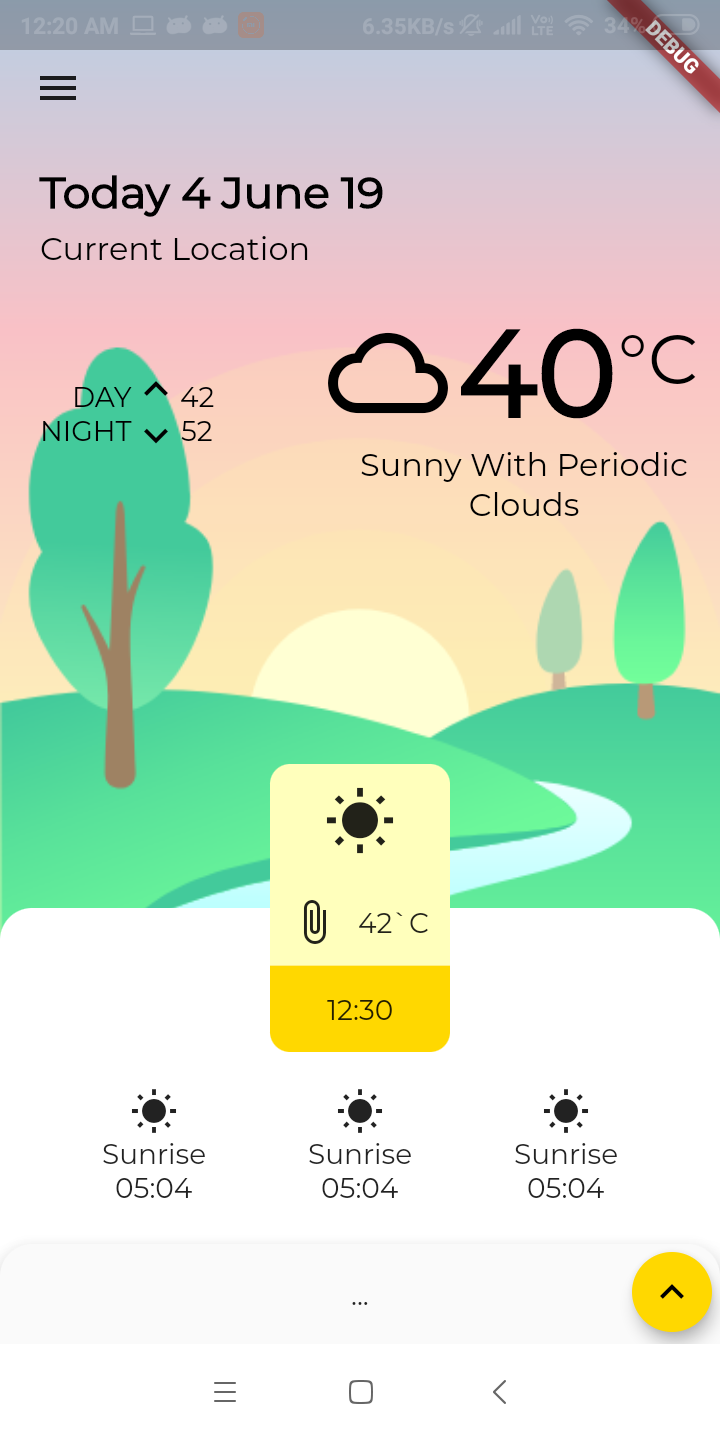 12:20 AM 6.35KB/s Vo) LTE 34%
DEBUG
Today 4 June 19
Current Location
40°C
DAY 42
NIGHT 52
Sunny With Periodic
Clouds
42`C
12:30
Sunrise Sunrise Sunrise
05:04 05:04 05:04
...